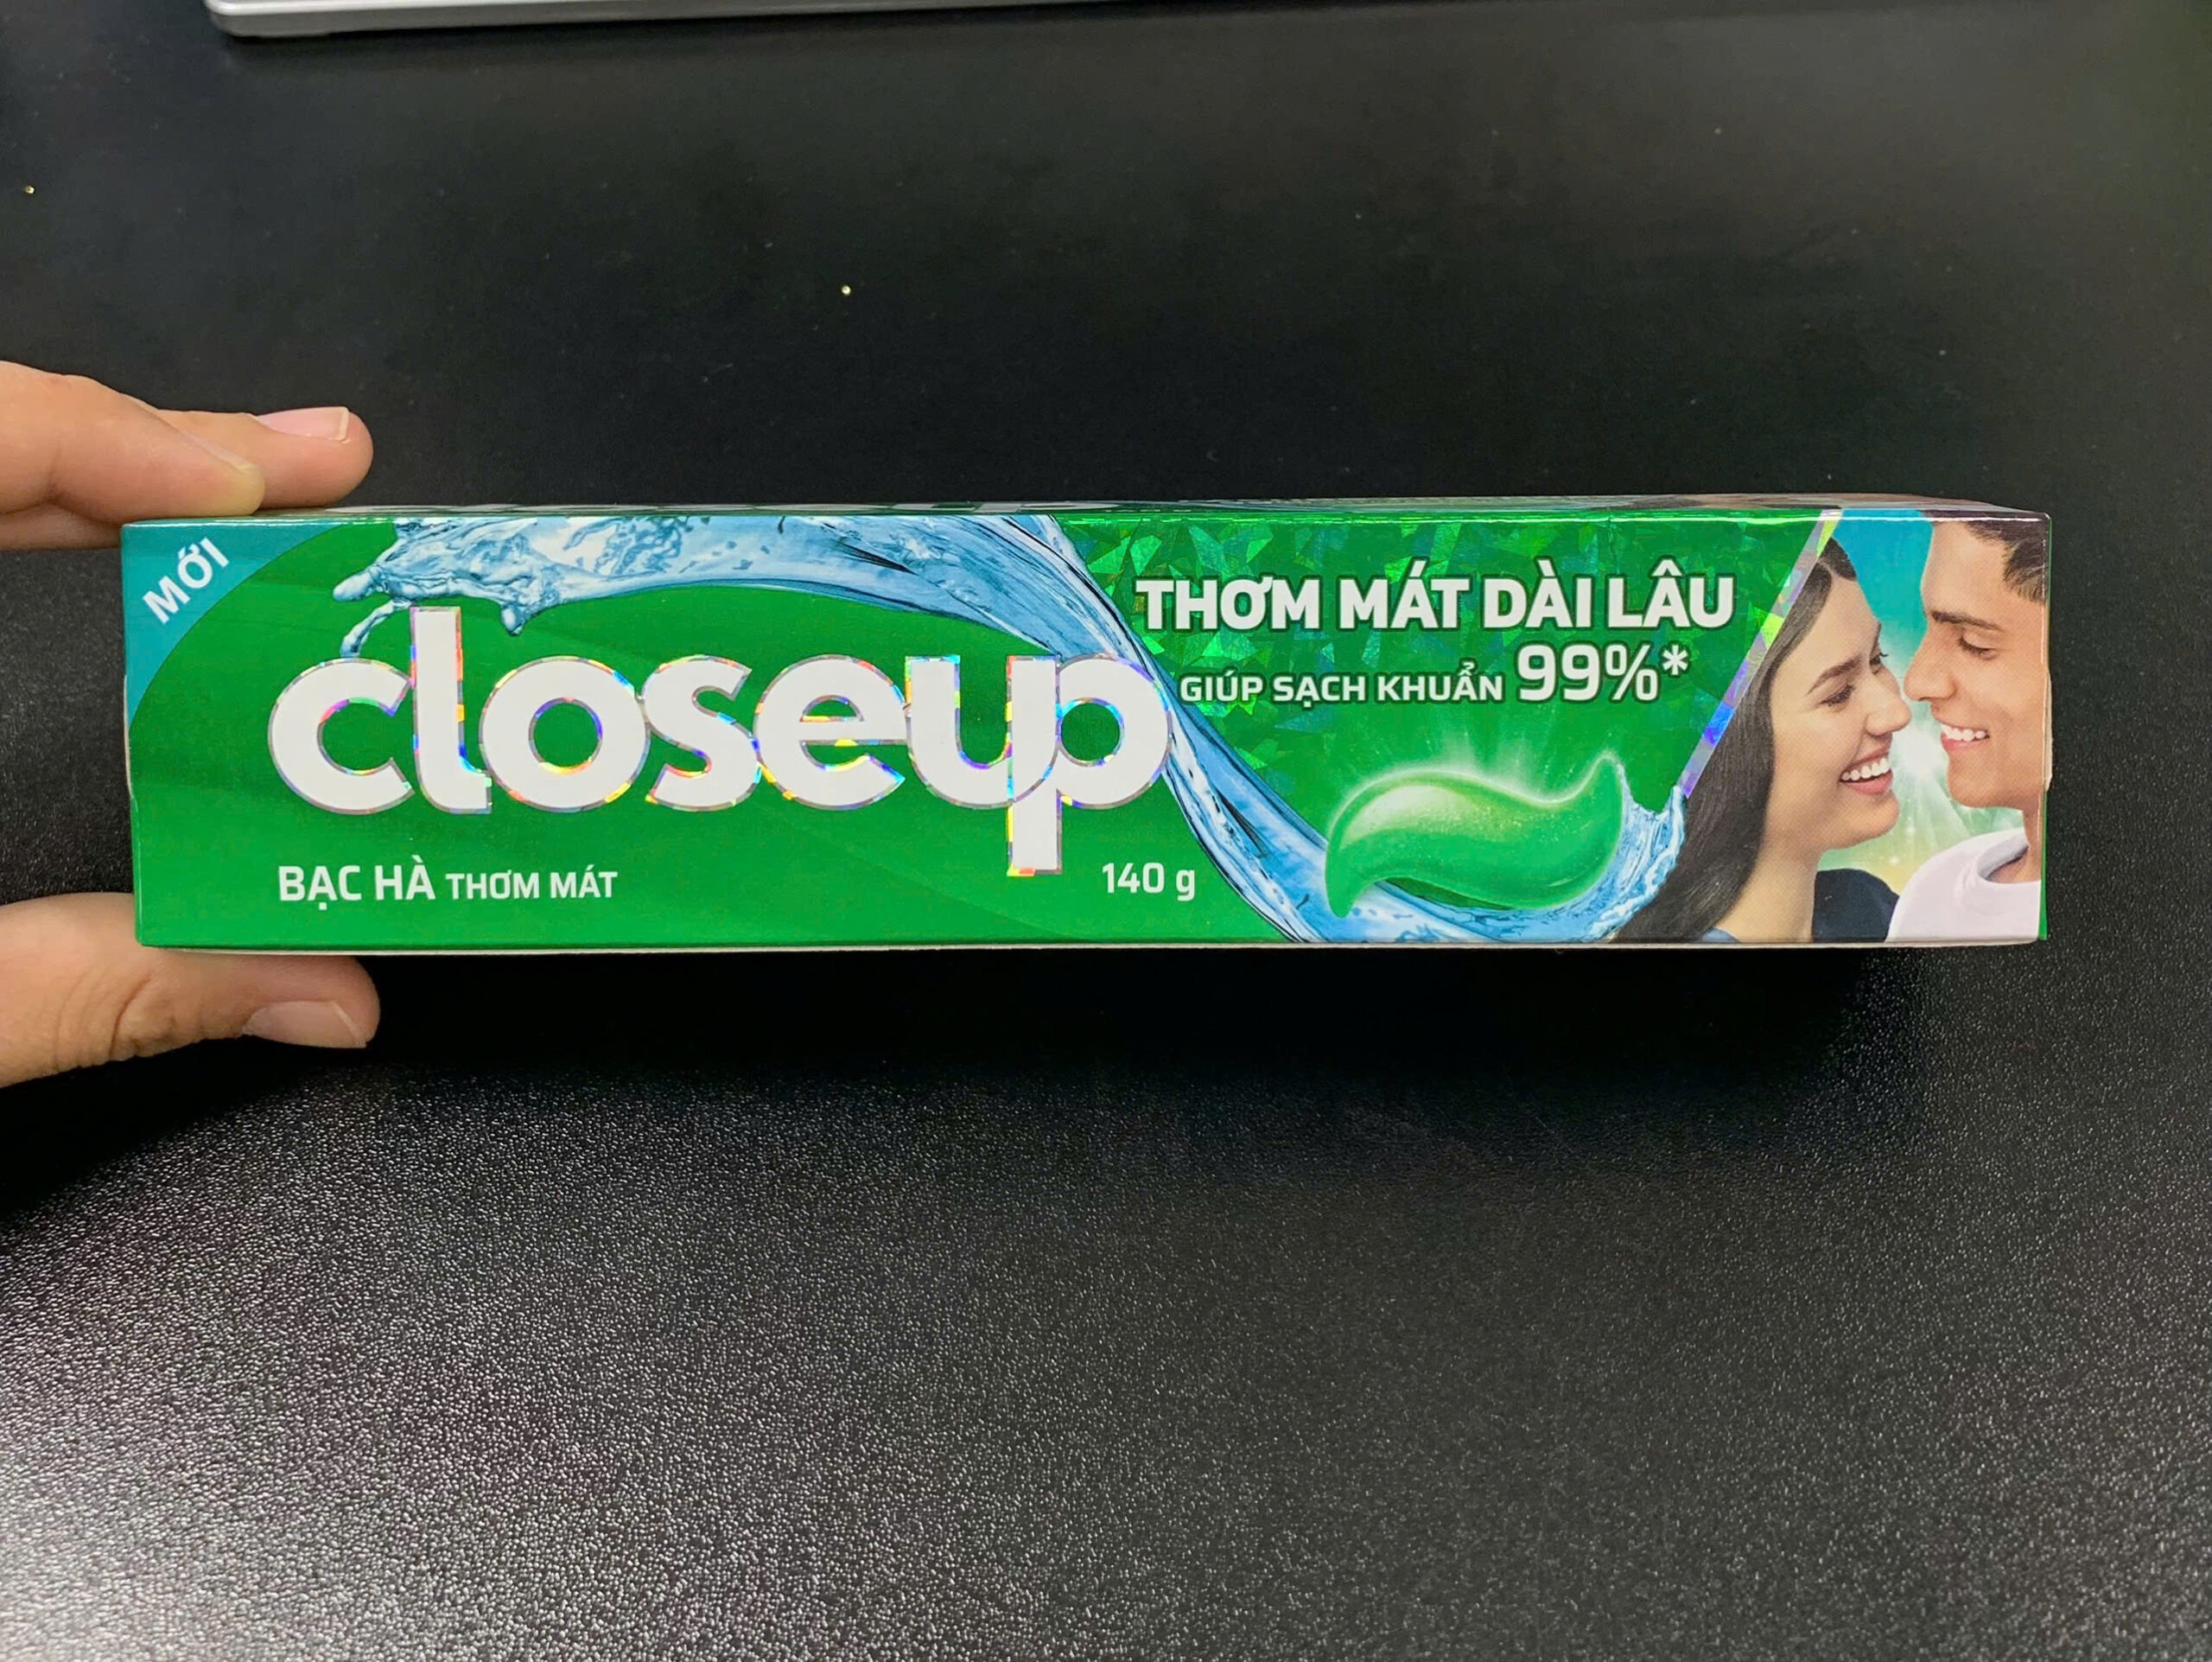 MỚI
closeup
BẠC HÀ THƠM MÁT
140 g
THƠM MÁT DÀI LÂU
GIÚP SẠCH KHUẨN 99%*